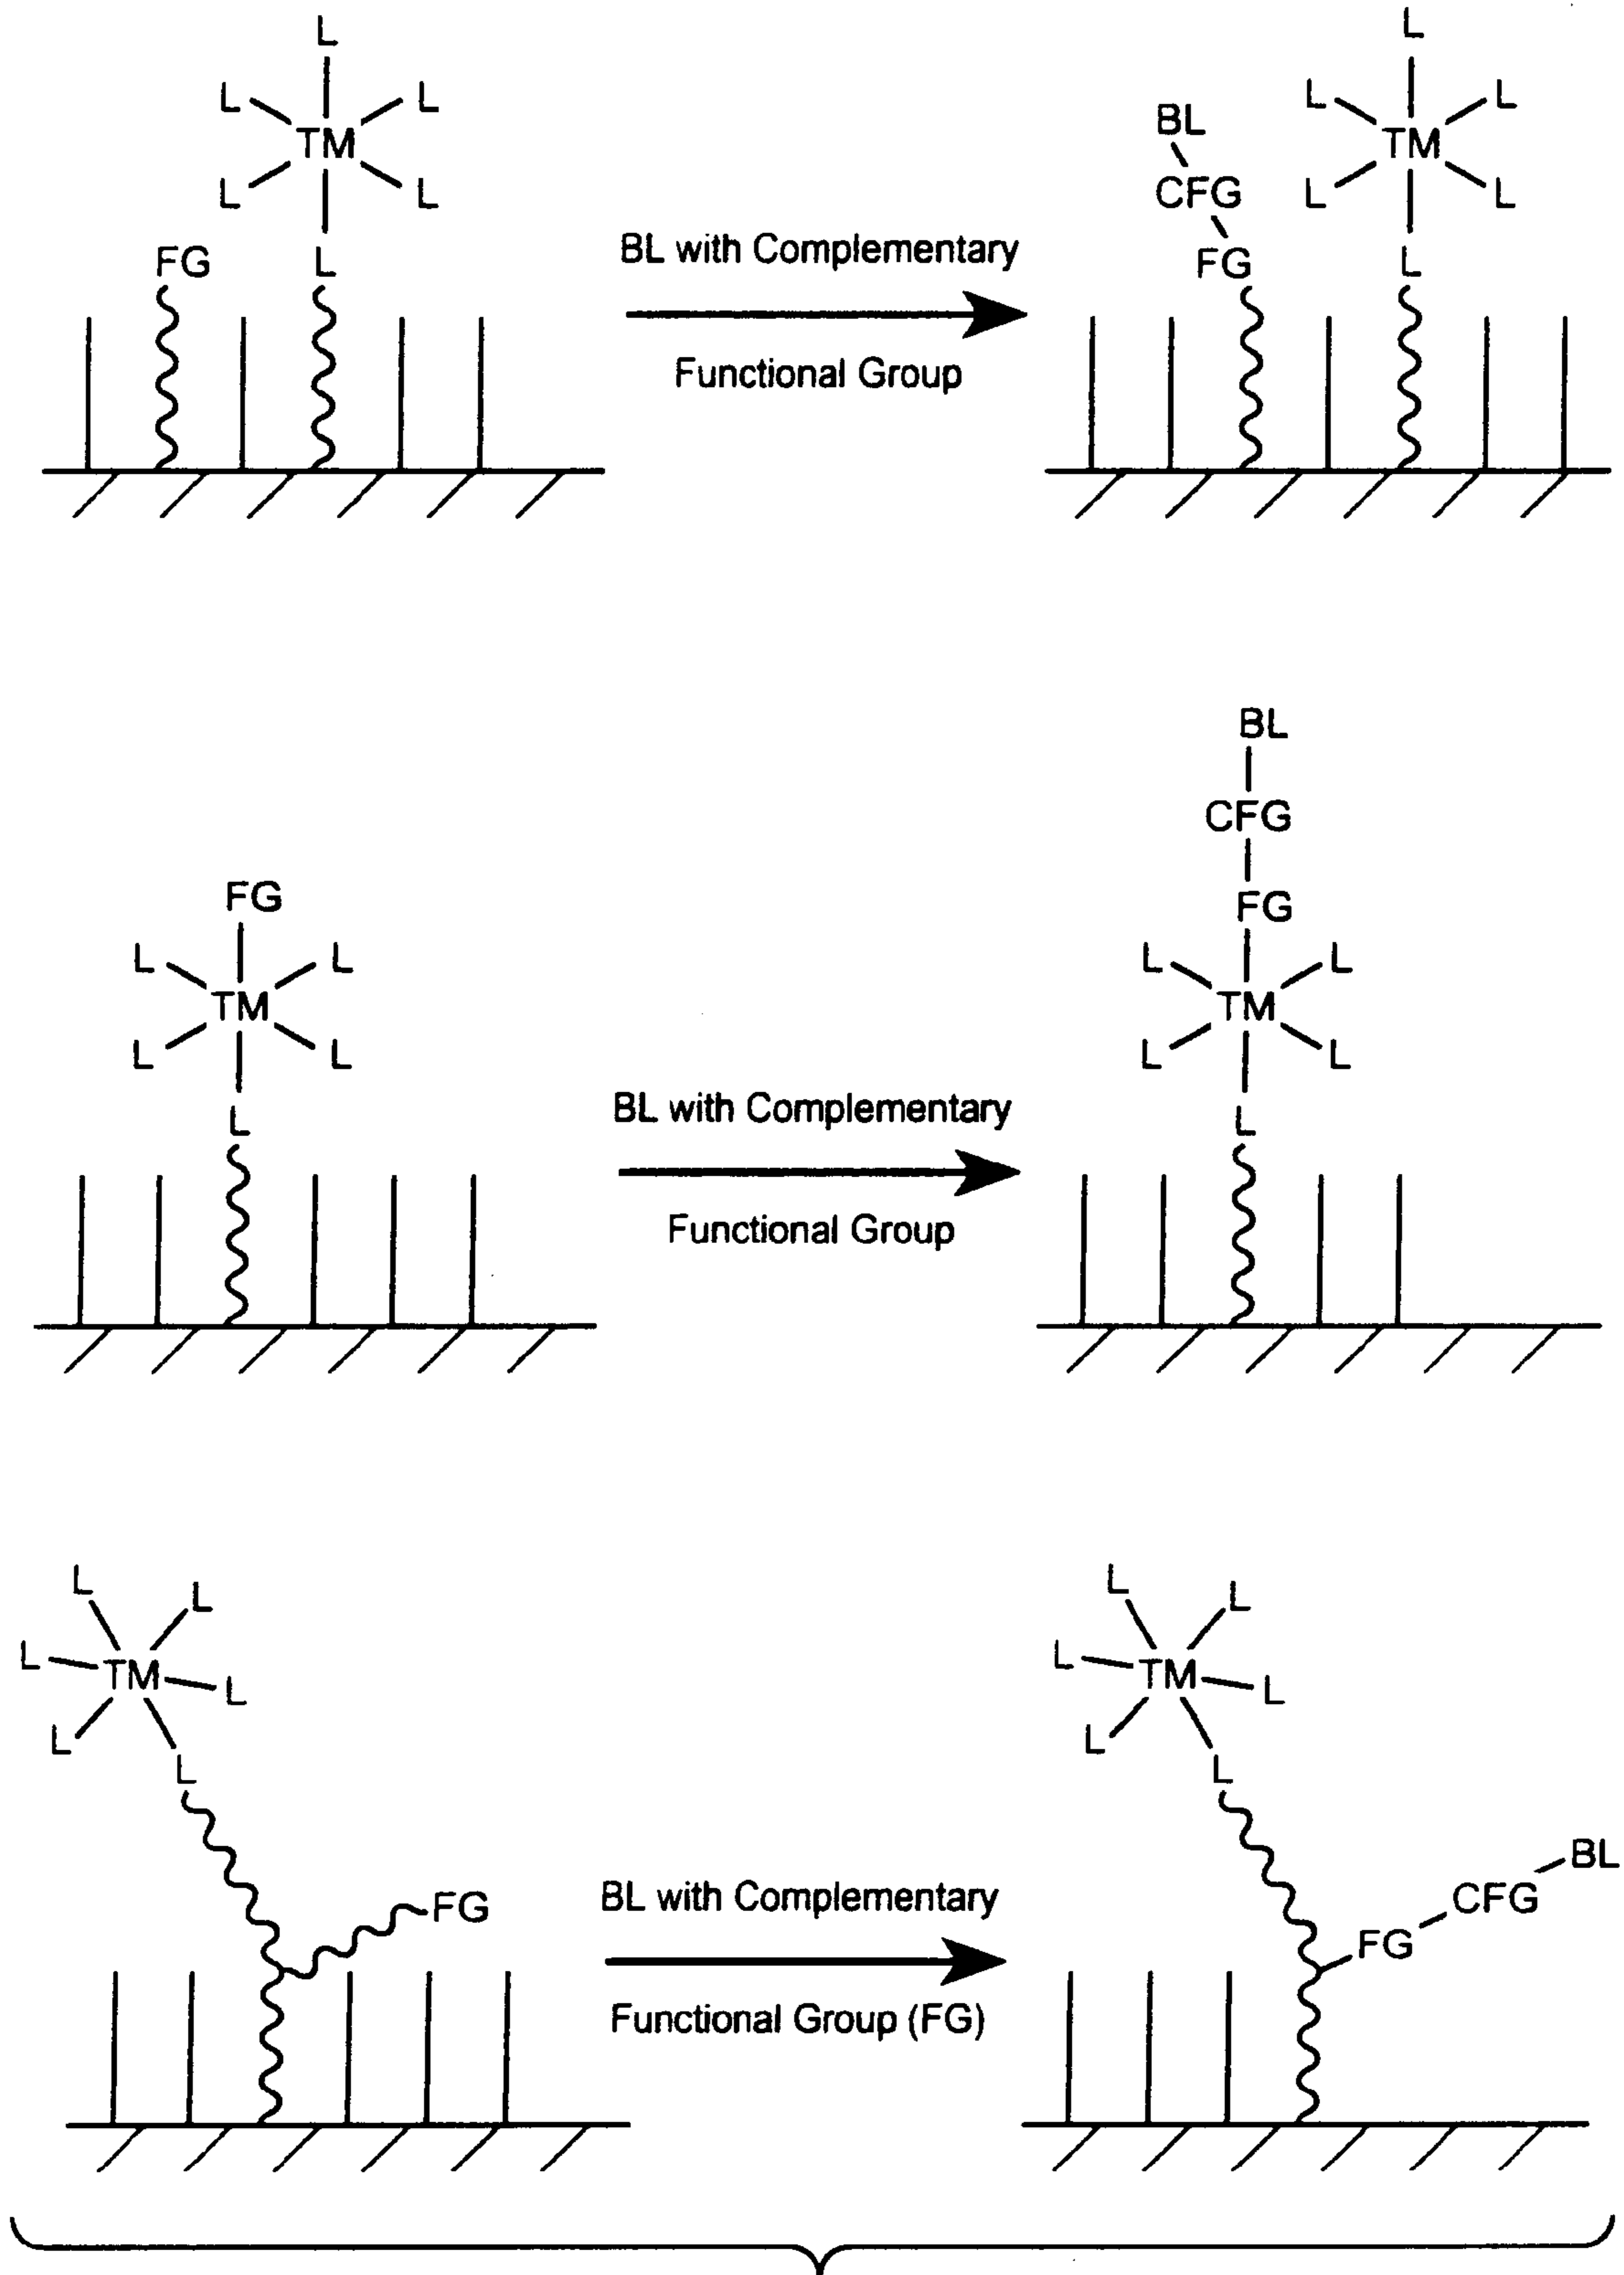 L
L L
TM
L L
FG L
BL with Complementary
Functional Group
L
BL L L
TM
CFG L L
FG L
FG
L L
TM
L L
L
BL with Complementary
Functional Group
BL
CFG
FG
L L
TM
L L
L
L
L
L TM
L
L
L
FG
BL with Complementary
Functional Group (FG)
L
L
L TM
L
L
L
BL
CFG
FG